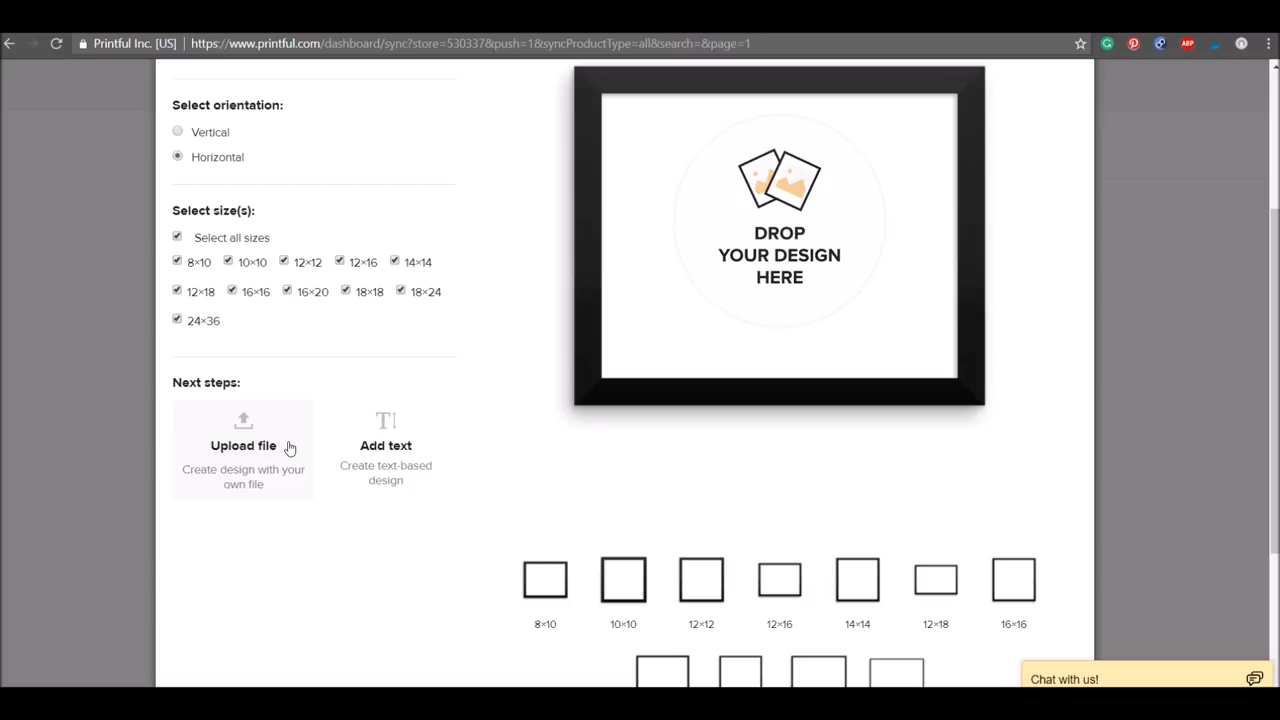 Printful Inc. [US]
https://www.printful.com/dashboard/sync?store=530337&push=1&syncProductType=all&search=&page=1
ABP
Select orientation:
Vertical
Horizontal
Select size(s):
Select all sizes
8×10 10×10 12×12 12×16 14×14
12×18 16×16 16×20 18×18 18×24
24×36
Next steps:
Upload file
Create design with your
own file
Add text
Create text-based
design
DROP
YOUR DESIGN
HERE
8×10 10×10 12×12 12×16 14×14 12×18 16×16
Chat with us!